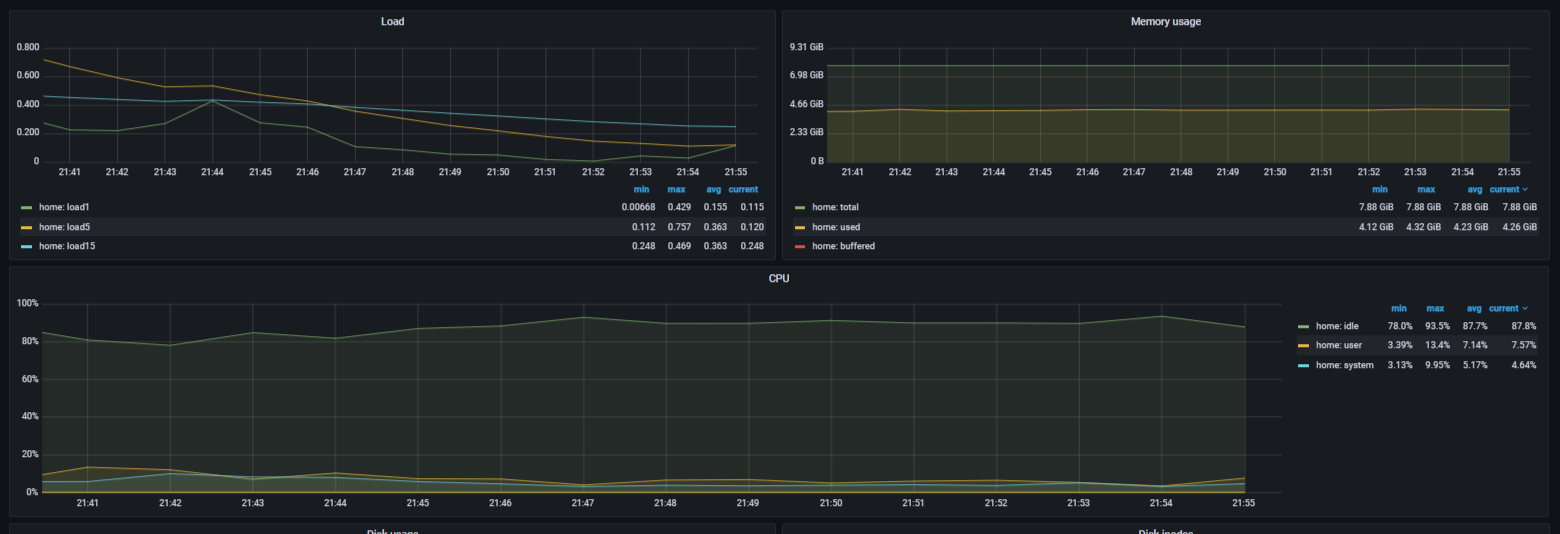 Load
0.800
0.600
0.400
0.200
0
21:41 21:42 21:43 21:44 21:45 21:46 21:47 21:48 21:49 21:50 21:51 21:52 21:53 21:54 21:55
min max avg current
home: load1 0.00668 0.429 0.155 0.115
home: load5 0.112 0.757 0.363 0.120
home: load15 0.248 0.469 0.363 0.248
Memory usage
9.31 GiB
6.98 GiB
4.66 GiB
2.33 GiB
0 B
21:41 21:42 21:43 21:44 21:45 21:46 21:47 21:48 21:49 21:50 21:51 21:52 21:53 21:54 21:55
min max avg current
home: total 7.88 GiB 7.88 GiB 7.88 GiB 7.88 GiB
home: used 4.12 GiB 4.32 GiB 4.23 GiB 4.26 GiB
home: buffered
CPU
100%
80%
60%
40%
20%
0%
21:41 21:42 21:43 21:44 21:45 21:46 21:47 21:48 21:49 21:50 21:51 21:52 21:53 21:54 21:55
min max avg current
home: idle 78.0% 93.5% 87.7% 87.8%
home: user 3.39% 13.4% 7.14% 7.57%
home: system 3.13% 9.95% 5.17% 4.64%
Disk usage
Disk inodes